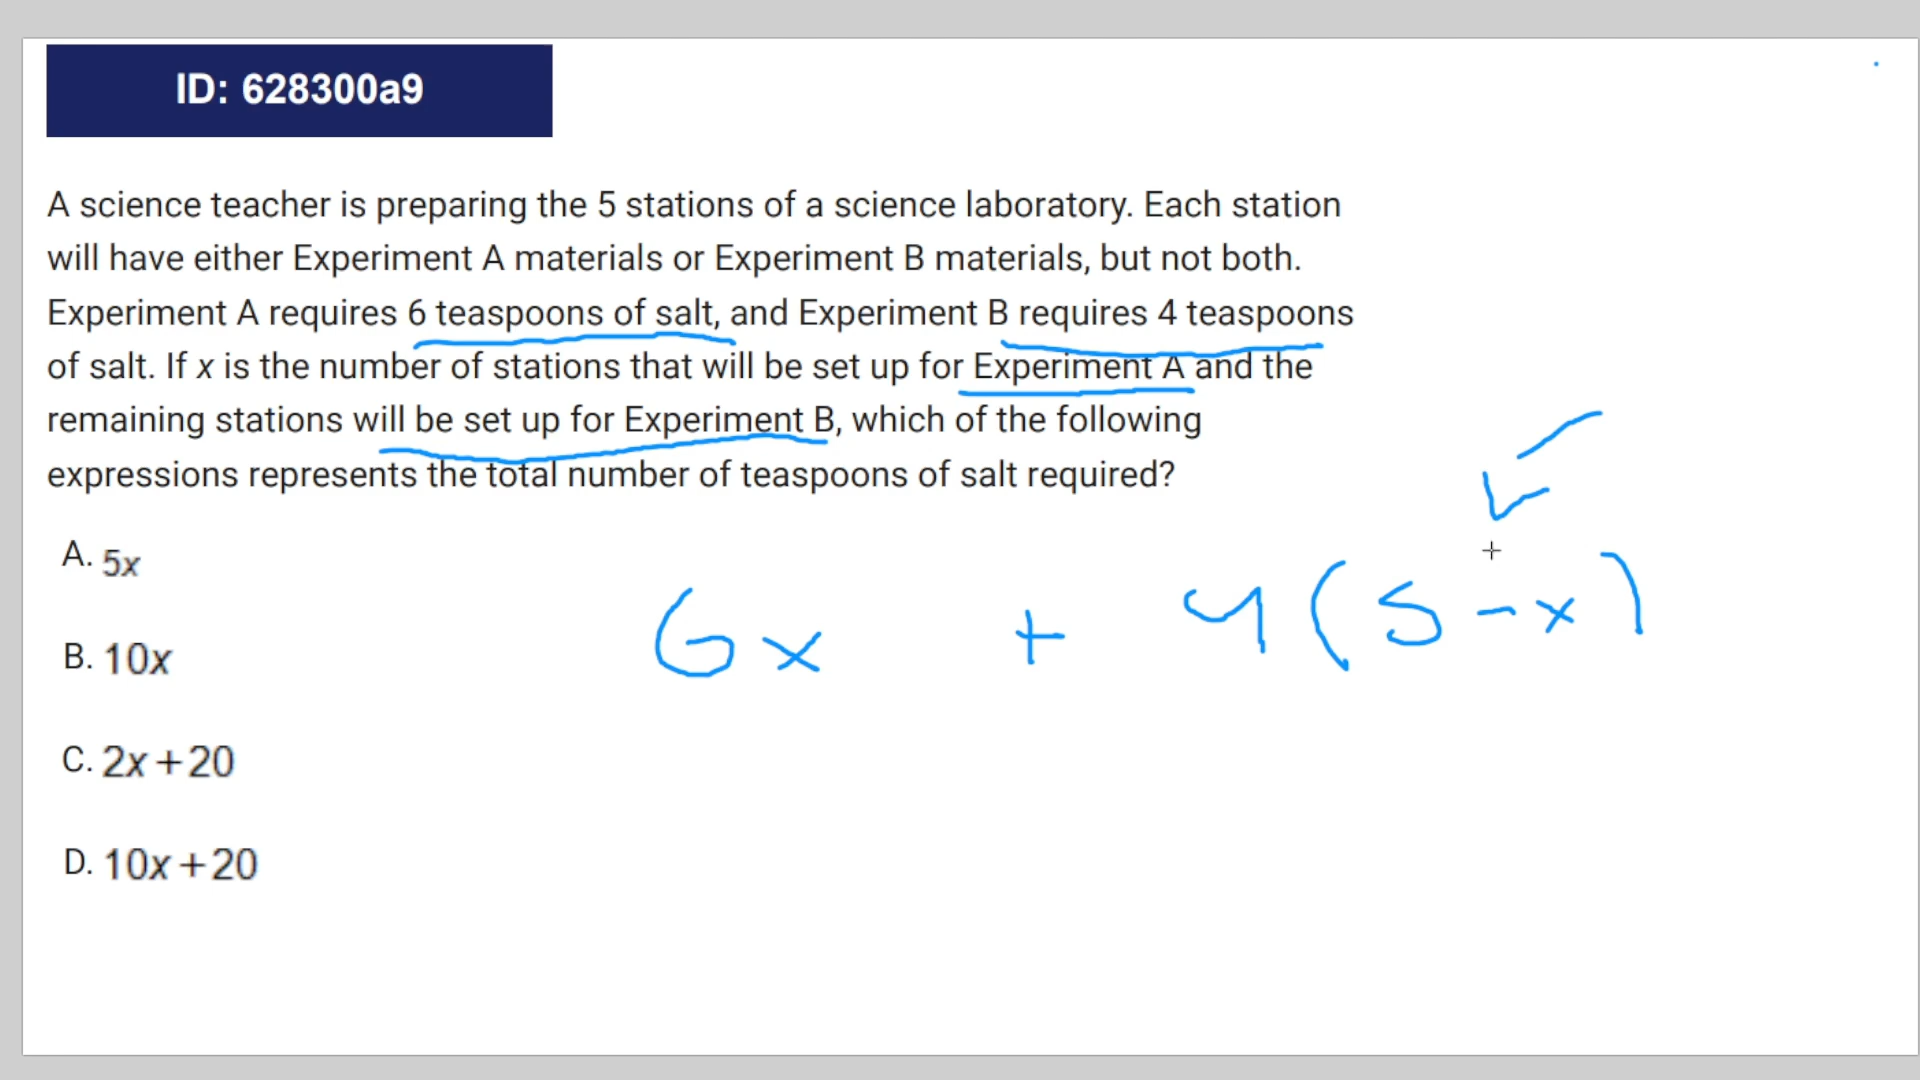 ID: 628300a9
A science teacher is preparing the 5 stations of a science laboratory. Each station
will have either Experiment A materials or Experiment B materials, but not both.
Experiment A requires 6 teaspoons of salt, and Experiment B requires 4 teaspoons
of salt. If x is the number of stations that will be set up for Experiment A and the
remaining stations will be set up for Experiment B, which of the following
expressions represents the total number of teaspoons of salt required?
A. 5x
6x + 4(5-x)
B. 10x
C. 2x+20
D. 10x+20